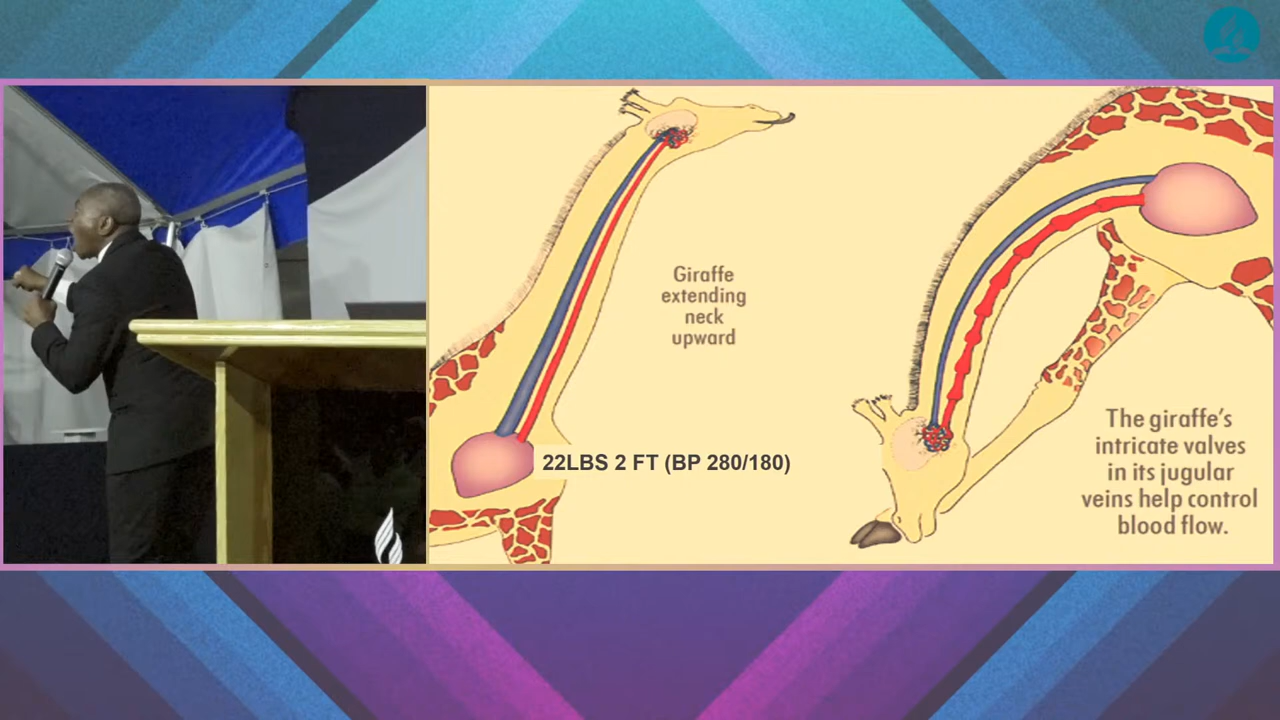 Giraffe
extending
neck
upward
22LBS 2 FT (BP 280/180)
The giraffe's
intricate valves
in its jugular
veins help control
blood flow.